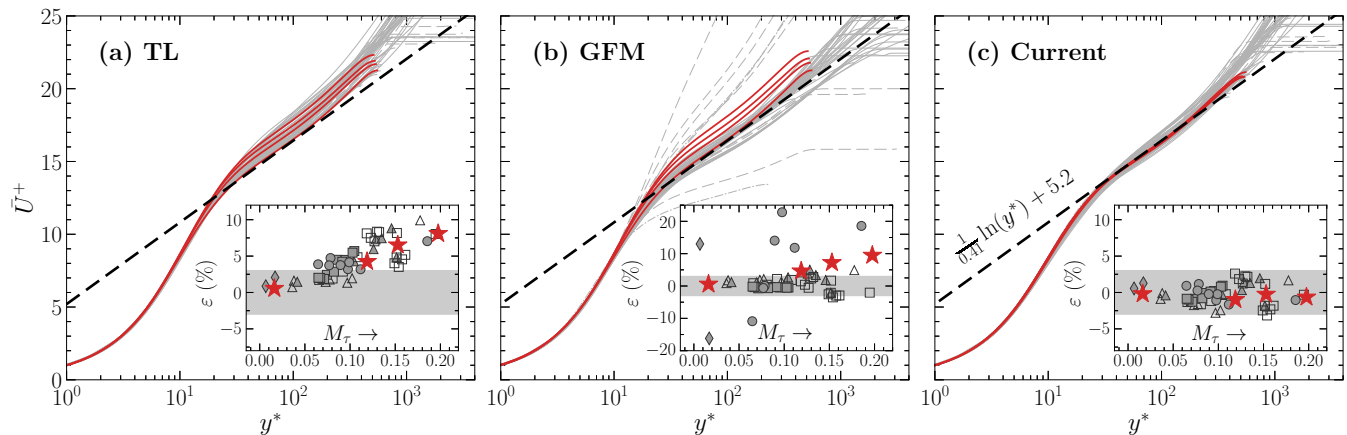 25
20
15
10
5
0
Ū⁺
(a) TL
10
5
0
−5
ε (%)
M_τ →
0.00 0.05 0.10 0.15 0.20
10⁰ 10¹ 10² 10³
y*
(b) GFM
20
10
0
−10
−20
ε (%)
M_τ →
0.00 0.05 0.10 0.15 0.20
10⁰ 10¹ 10² 10³
y*
(c) Current
1/0.41 ln(y*) + 5.2
10
5
0
−5
ε (%)
M_τ →
0.00 0.05 0.10 0.15 0.20
10⁰ 10¹ 10² 10³
y*